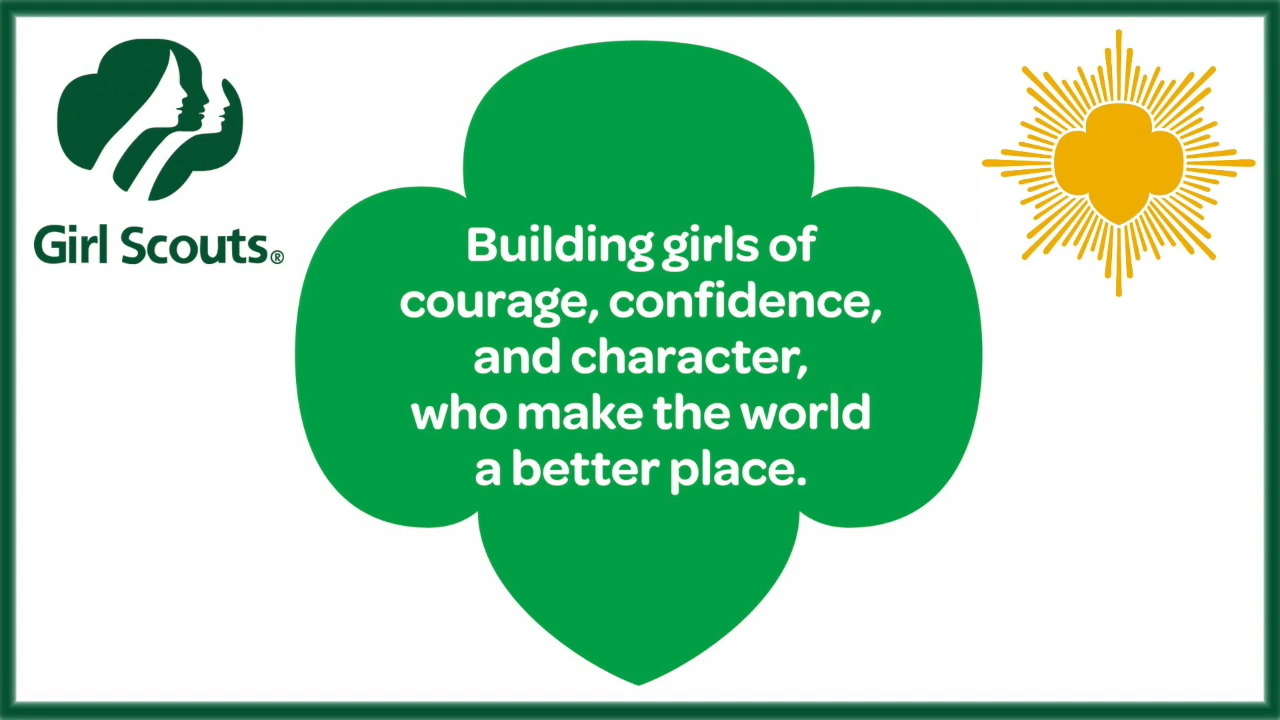 Girl Scouts®
Building girls of
courage, confidence,
and character,
who make the world
a better place.